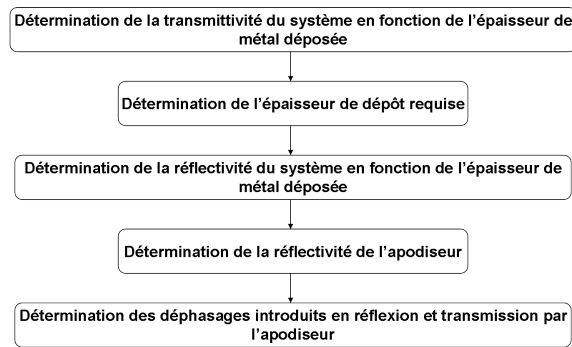 Détermination de la transmittivité du système en fonction de l'épaisseur de
métal déposée
Détermination de l'épaisseur de dépôt requise
Détermination de la réflectivité du système en fonction de l'épaisseur de
métal déposée
Détermination de la réflectivité de l'apodiseur
Détermination des déphasages introduits en réflexion et transmission par
l'apodiseur